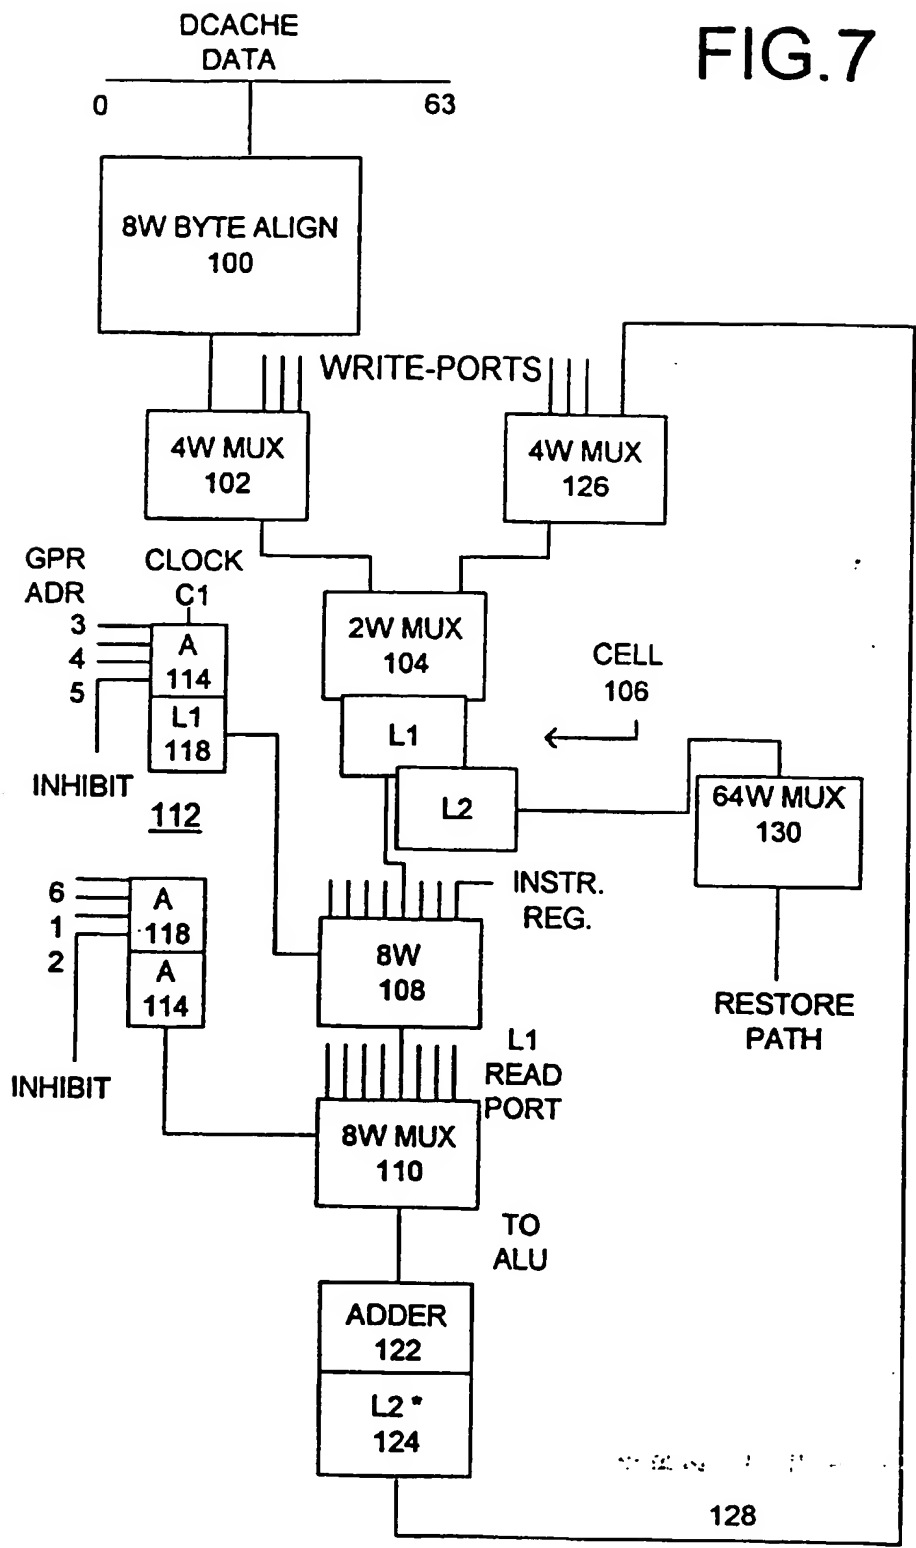 DCACHE
DATA
FIG.7
0
63
8W BYTE ALIGN
100
WRITE-PORTS
4W MUX
102
4W MUX
126
GPR
ADR
CLOCK
C1
3
4
5
A
114
L1
118
INHIBIT
112
2W MUX
104
CELL
106
L1
L2
64W MUX
130
RESTORE
PATH
6
1
2
A
118
A
114
INHIBIT
INSTR.
REG.
8W
108
L1
READ
PORT
8W MUX
110
TO
ALU
ADDER
122
L2 *
124
128